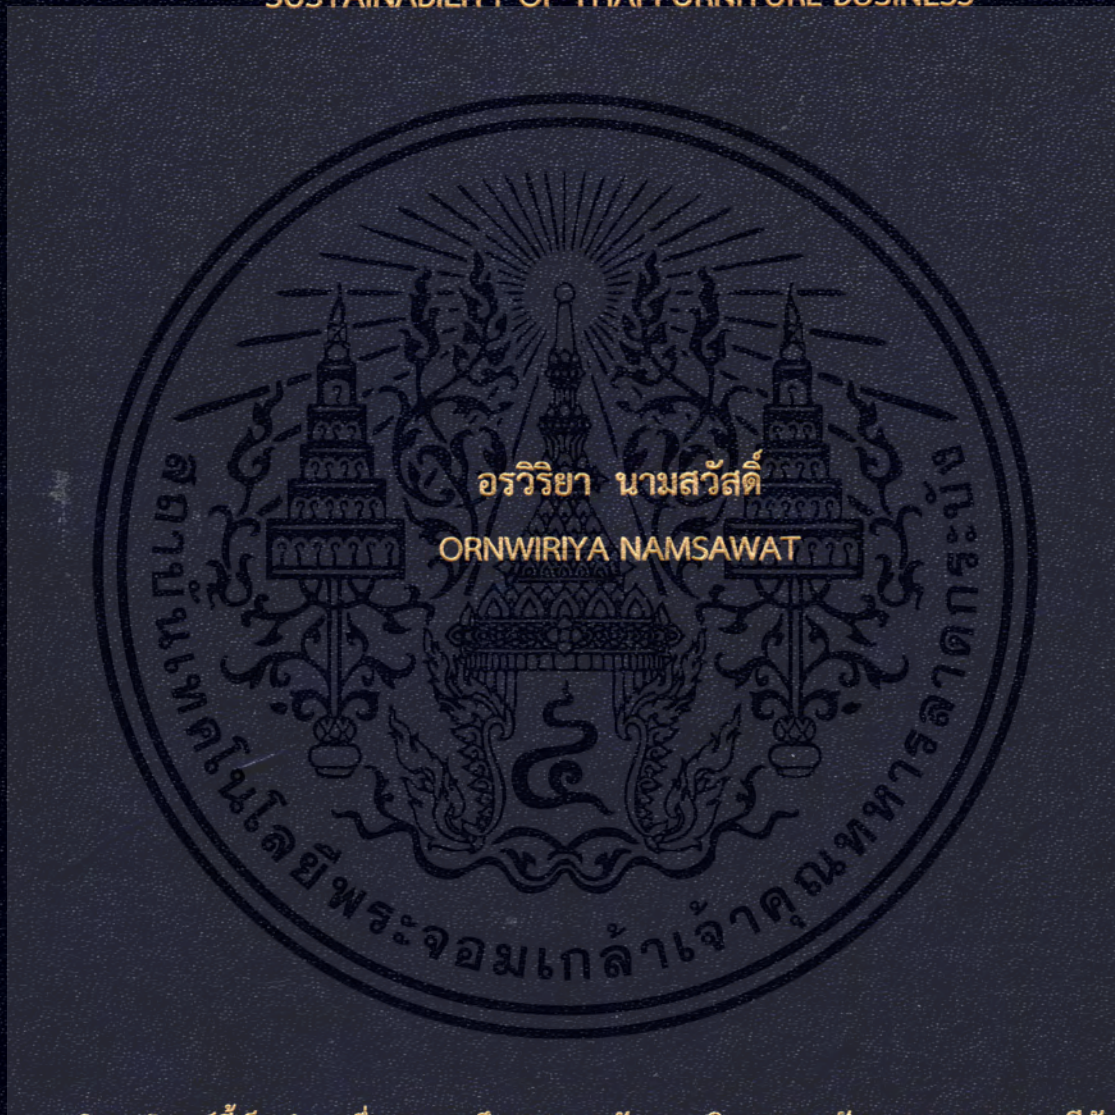 SUSTAINABILITY OF THAI FURNITURE BUSINESS
อรวิริยา นามสวัสดิ์
ORNWIRIYA NAMSAWAT
สถาบันเทคโนโลยีพระจอมเกล้าเจ้าคุณทหารลาดกระบัง
๔